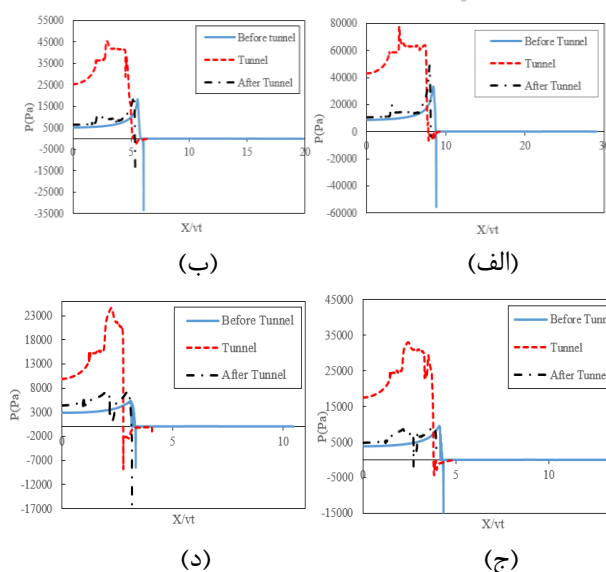 80000
60000
40000
20000
0
-20000
-40000
-60000
P(Pa)
0
10
20
30
X/vt
Before Tunnel
Tunnel
After Tunnel
(الف)
55000
45000
35000
25000
15000
5000
-5000
-15000
-25000
-35000
P(Pa)
0
5
10
15
20
X/vt
Before tunnel
Tunnel
After Tunnel
(ب)
45000
35000
25000
15000
5000
-5000
-15000
P(Pa)
0
5
10
X/vt
Before Tunn
Tunnel
After Tunnel
(ج)
23000
18000
13000
8000
3000
-2000
-7000
-12000
-17000
P(Pa)
0
5
10
X/vt
Before Tunnel
Tunnel
After Tunnel
(د)